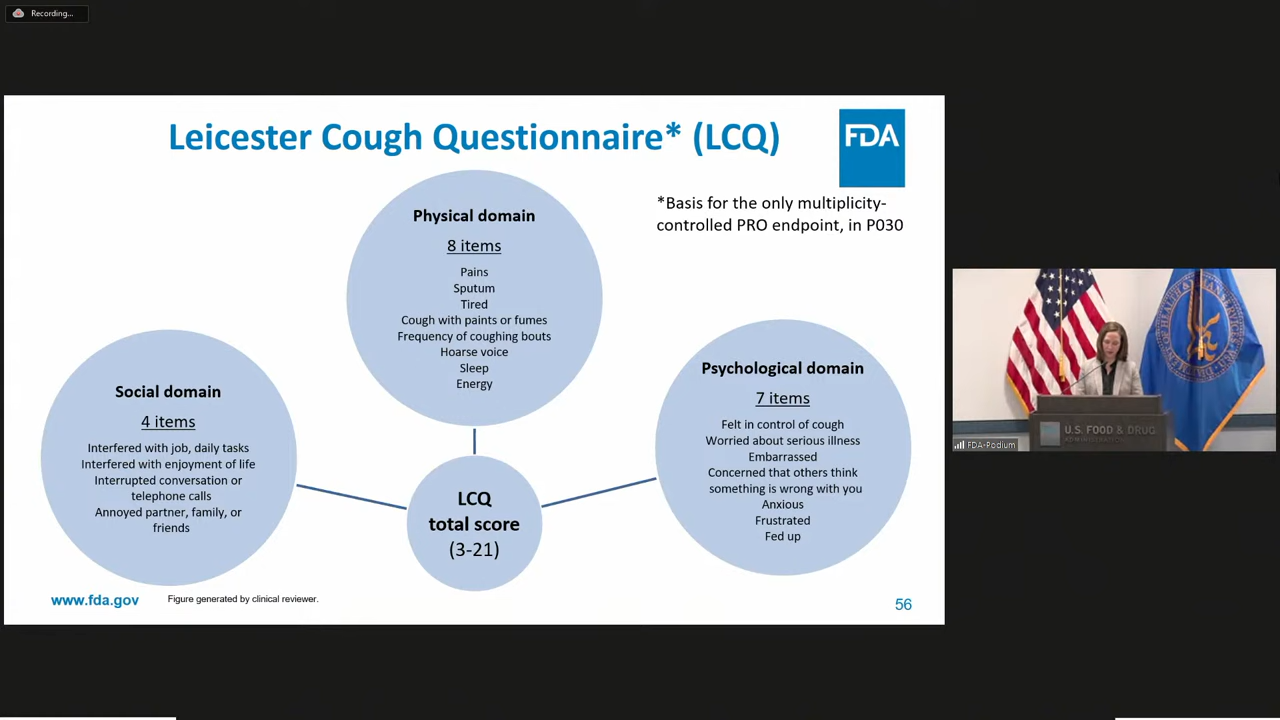 Recording...
Leicester Cough Questionnaire* (LCQ)
FDA
*Basis for the only multiplicity-
controlled PRO endpoint, in P030
Physical domain
8 items
Pains
Sputum
Tired
Cough with paints or fumes
Frequency of coughing bouts
Hoarse voice
Sleep
Energy
Social domain
4 items
Interfered with job, daily tasks
Interfered with enjoyment of life
Interrupted conversation or
telephone calls
Annoyed partner, family, or
friends
Psychological domain
7 items
Felt in control of cough
Worried about serious illness
Embarrassed
Concerned that others think
something is wrong with you
Anxious
Frustrated
Fed up
LCQ
total score
(3-21)
www.fda.gov
Figure generated by clinical reviewer.
56
U.S. FOOD & DRUG
ADMINISTRATION
FDA-Podium